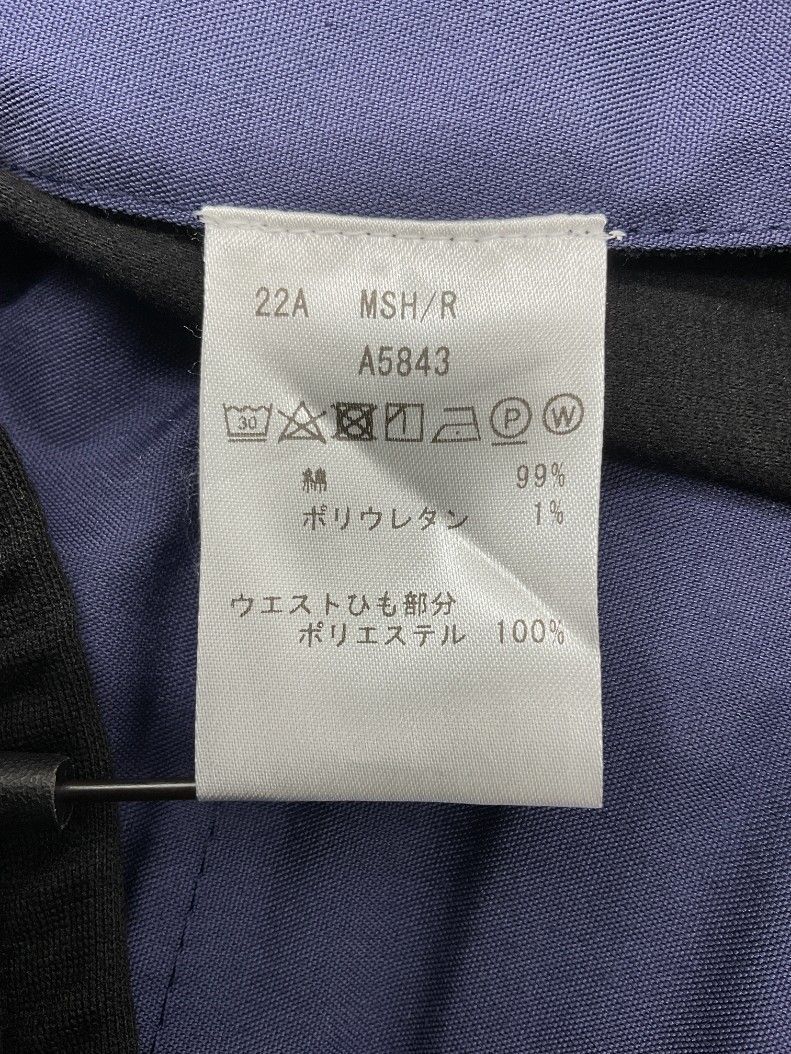 22A MSH/R
A5843
30 P W
綿 99%
ポリウレタン 1%
ウエストひも部分
ポリエステル 100%